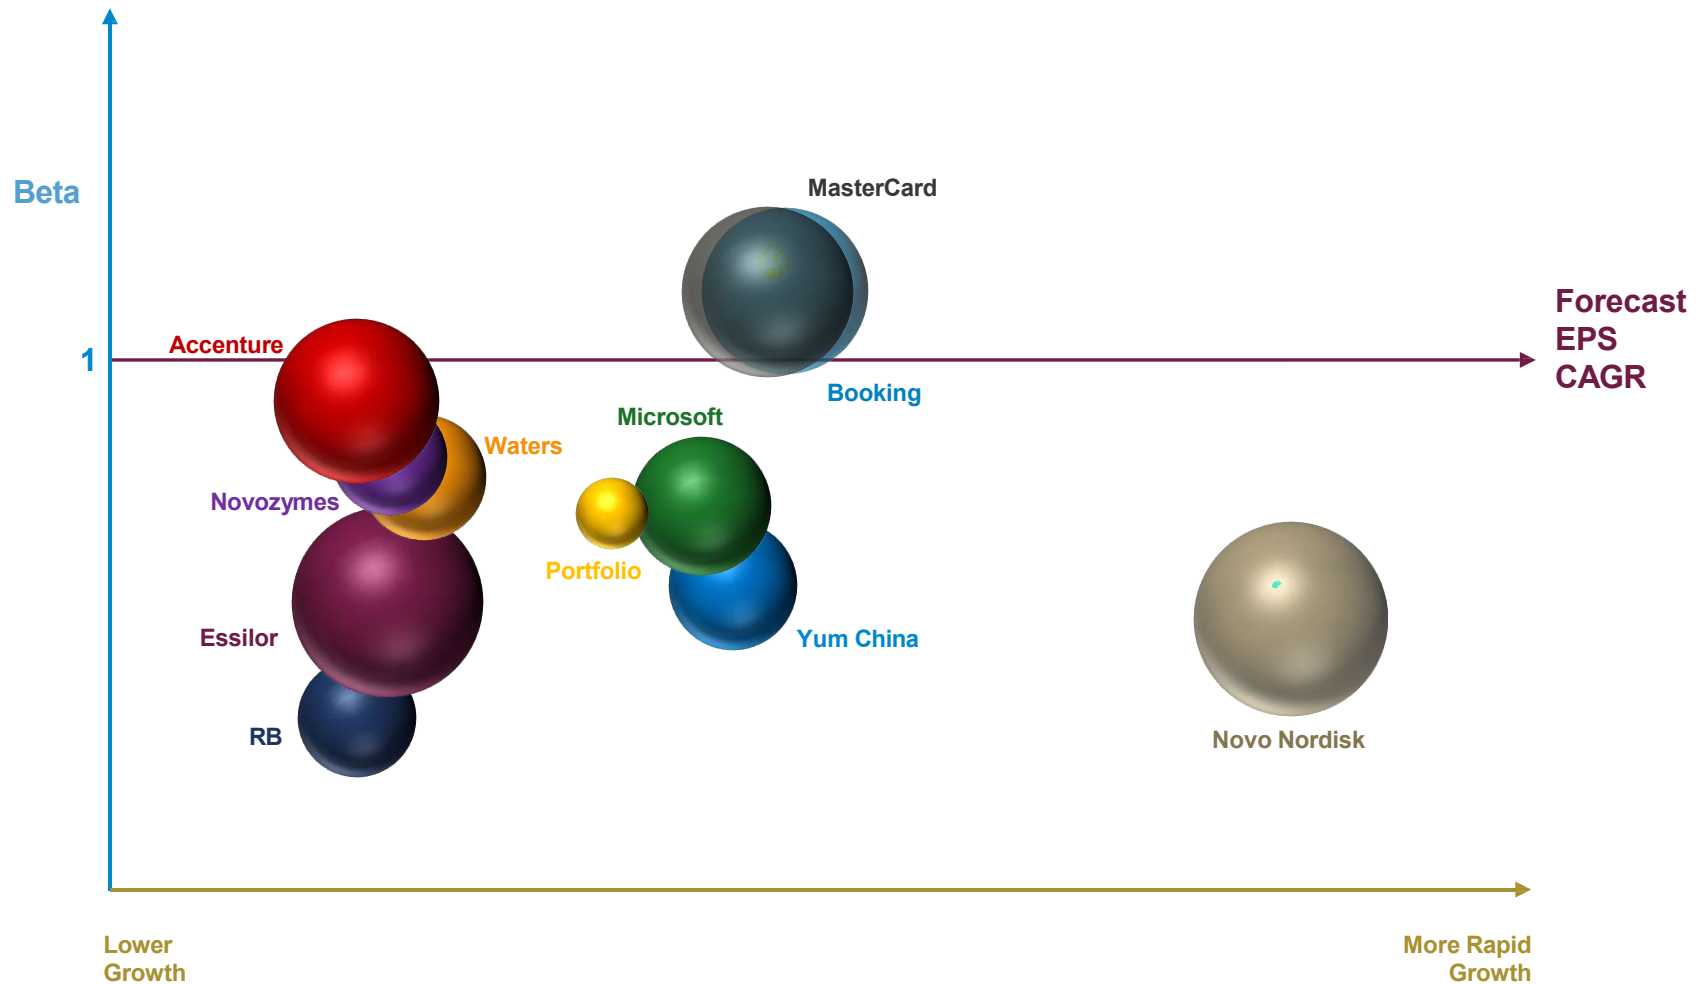 MasterCard
Beta
Forecast
EPS
CAGR
Accenture
1
Booking
Microsoft
Waters
Novozymes
Portfolio
Essilor
Yum China
RB
Novo Nordisk
Lower
Growth
More Rapid
Growth